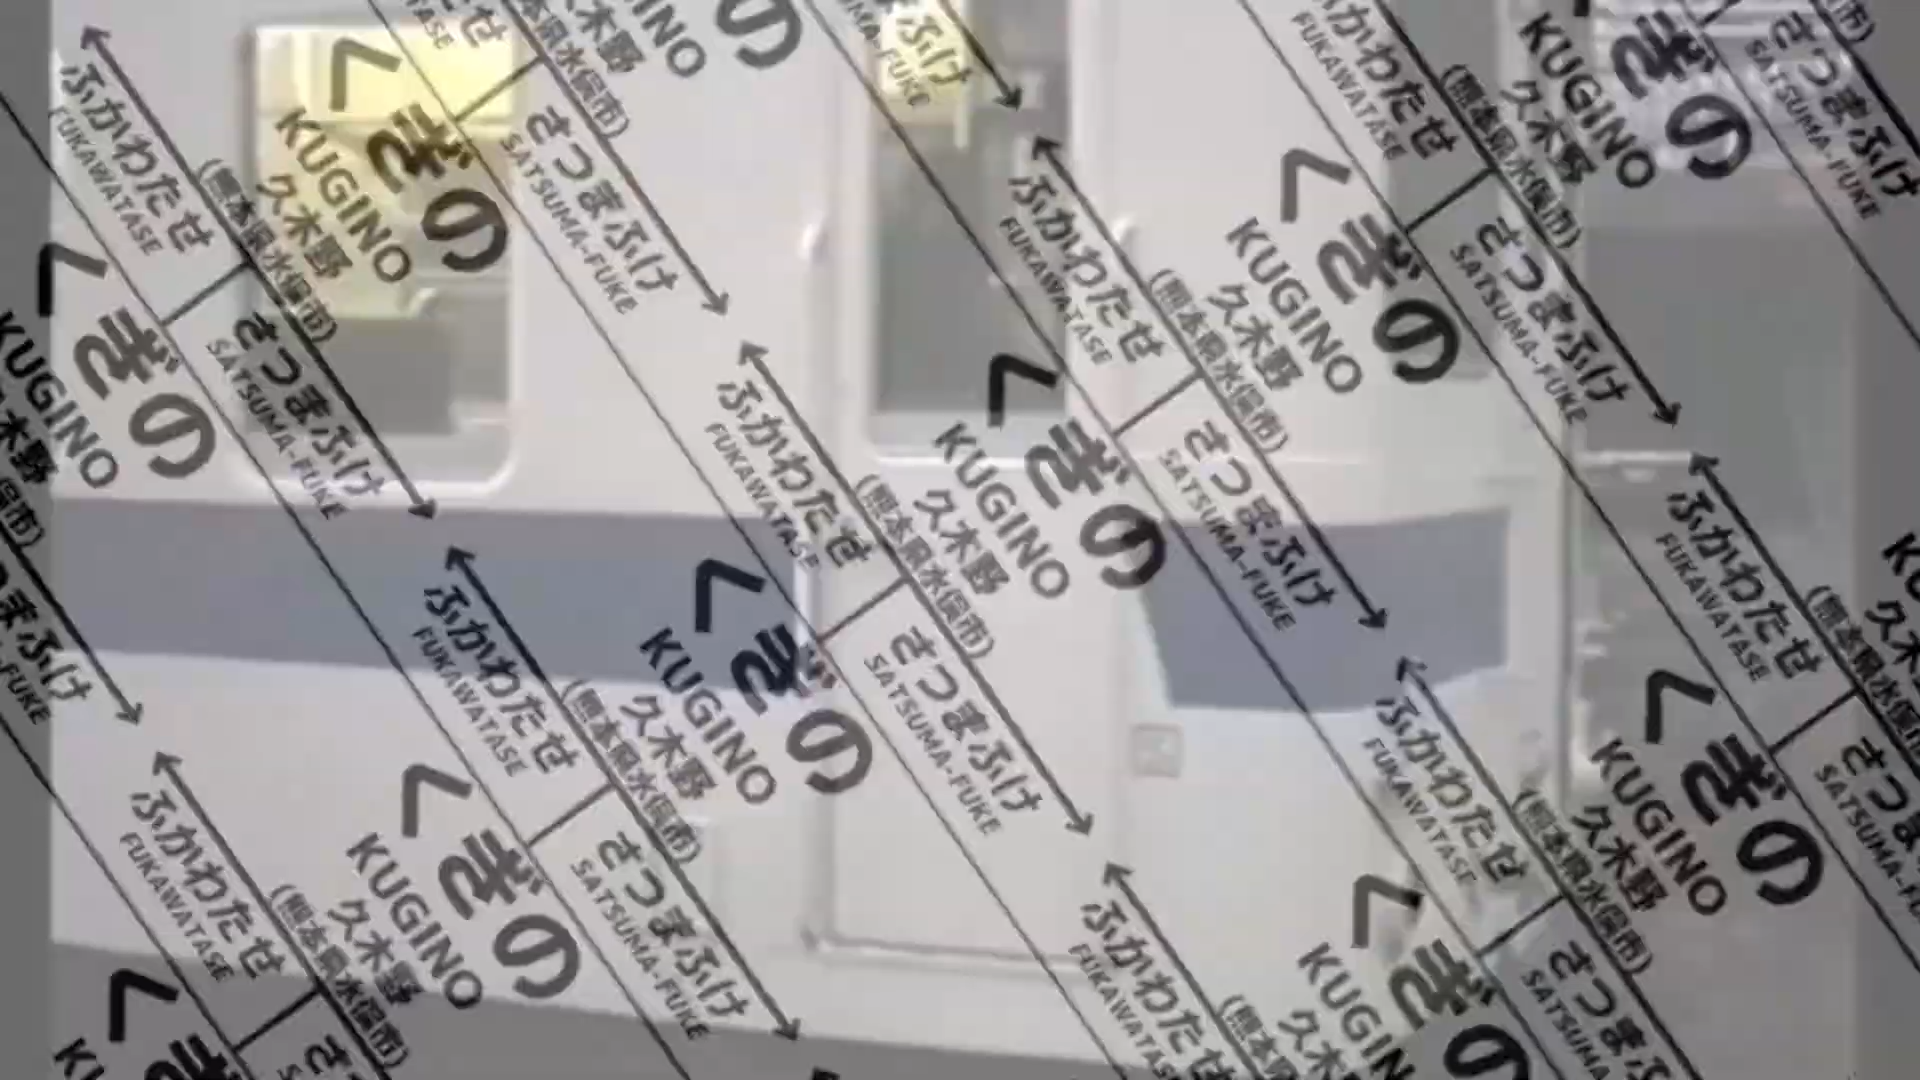 くぎの
KUGINO
久木野
(熊本県水俣市)
ふかわたせ
FUKAWATASE
さつまふけ
SATSUMA-FUKE